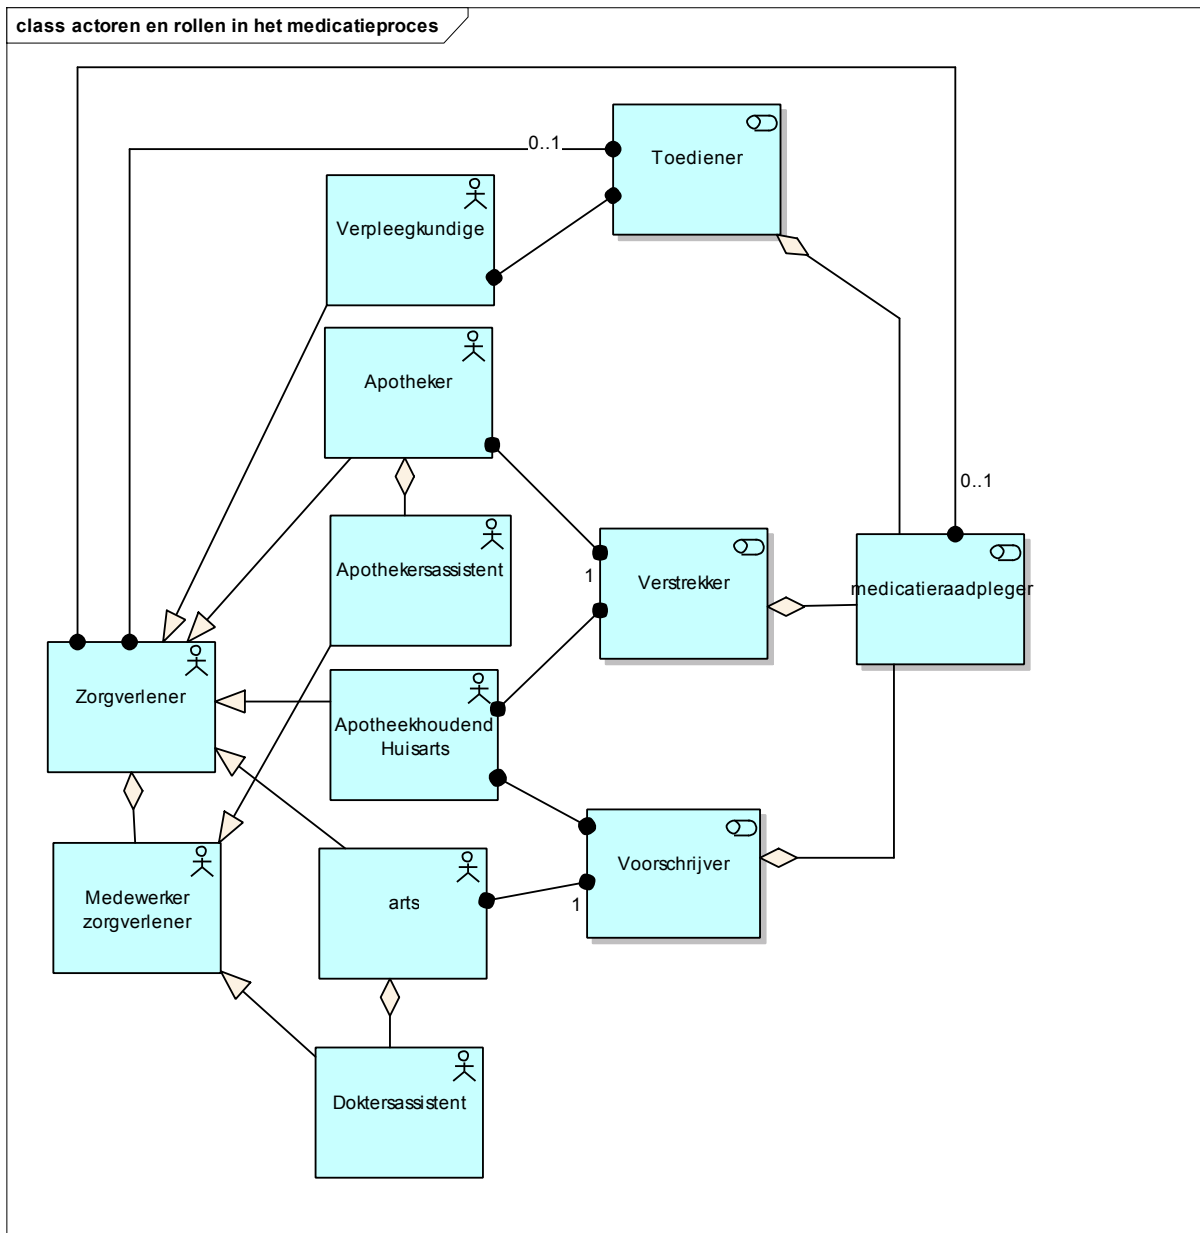 class actoren en rollen in het medicatieproces
0..1
Toediener
Verpleegkundige
Apotheker
0..1
Apothekersassistent
1
Verstrekker
medicatieraadpleger
Zorgverlener
Apotheekhoudend
Huisarts
Voorschrijver
Medewerker
zorgverlener
arts
1
Doktersassistent